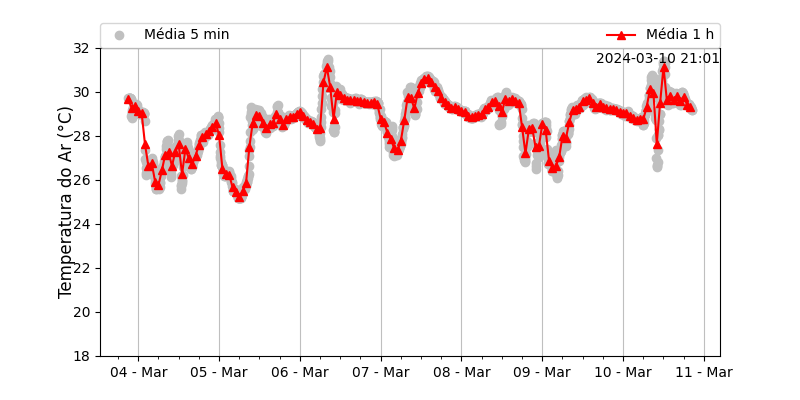 Média 5 min
Média 1 h
2024-03-10 21:01
Temperatura do Ar (°C)
32
30
28
26
24
22
20
18
04 - Mar
05 - Mar
06 - Mar
07 - Mar
08 - Mar
09 - Mar
10 - Mar
11 - Mar